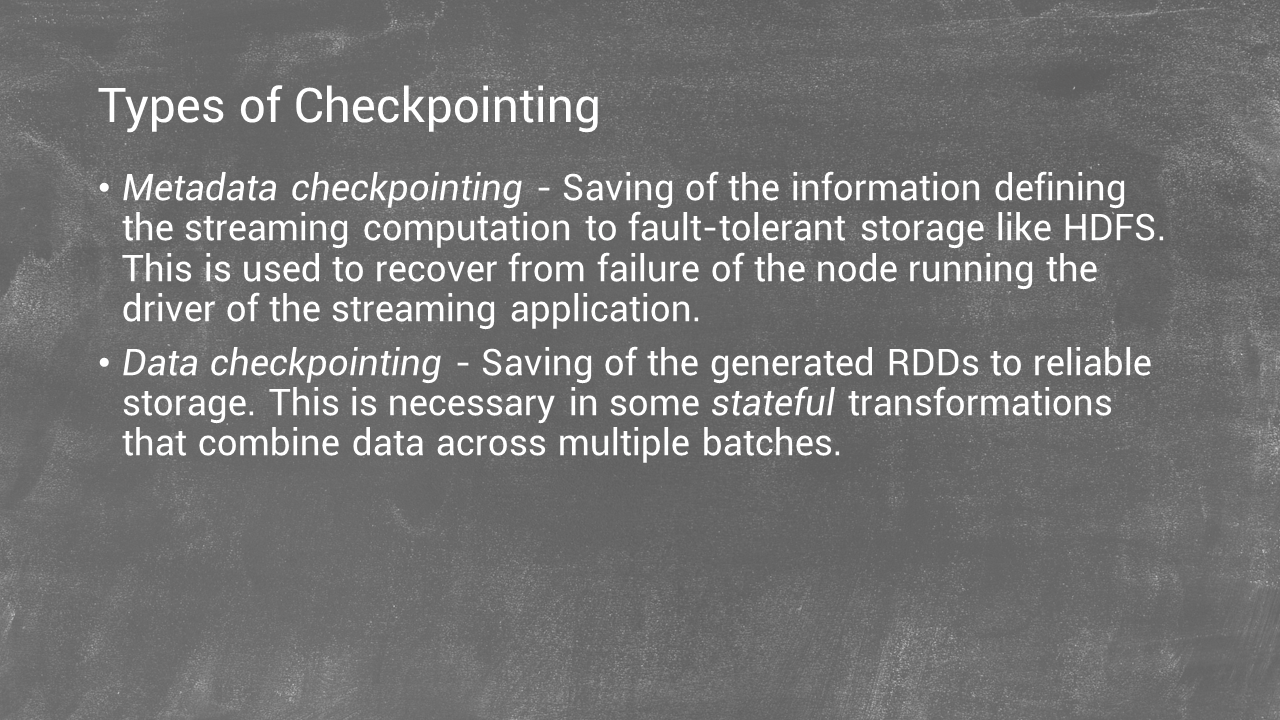 Types of Checkpointing
• Metadata checkpointing - Saving of the information defining
the streaming computation to fault-tolerant storage like HDFS.
This is used to recover from failure of the node running the
driver of the streaming application.
• Data checkpointing - Saving of the generated RDDs to reliable
storage. This is necessary in some stateful transformations
that combine data across multiple batches.